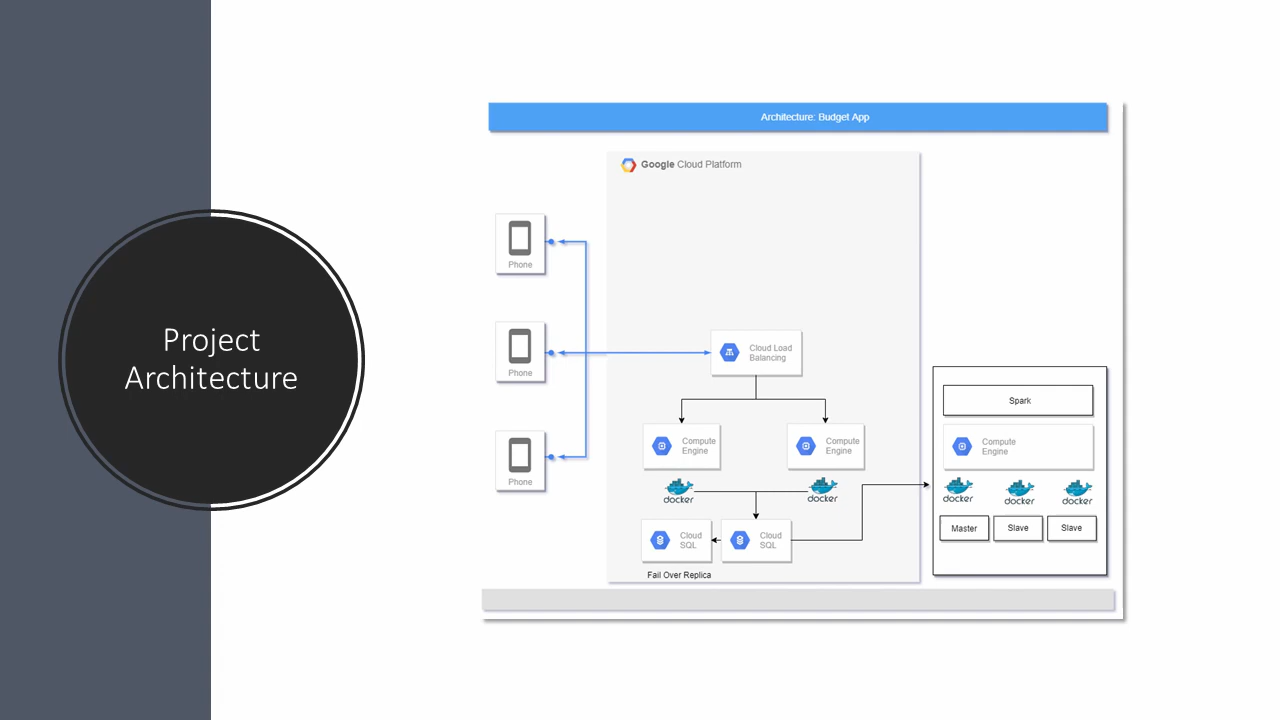 Project
Architecture
Architecture: Budget App
Google Cloud Platform
Phone
Phone
Phone
Cloud Load
Balancing
Compute
Engine
Compute
Engine
docker
docker
Cloud
SQL
Cloud
SQL
Fail Over Replica
Spark
Compute
Engine
docker
docker
docker
Master
Slave
Slave